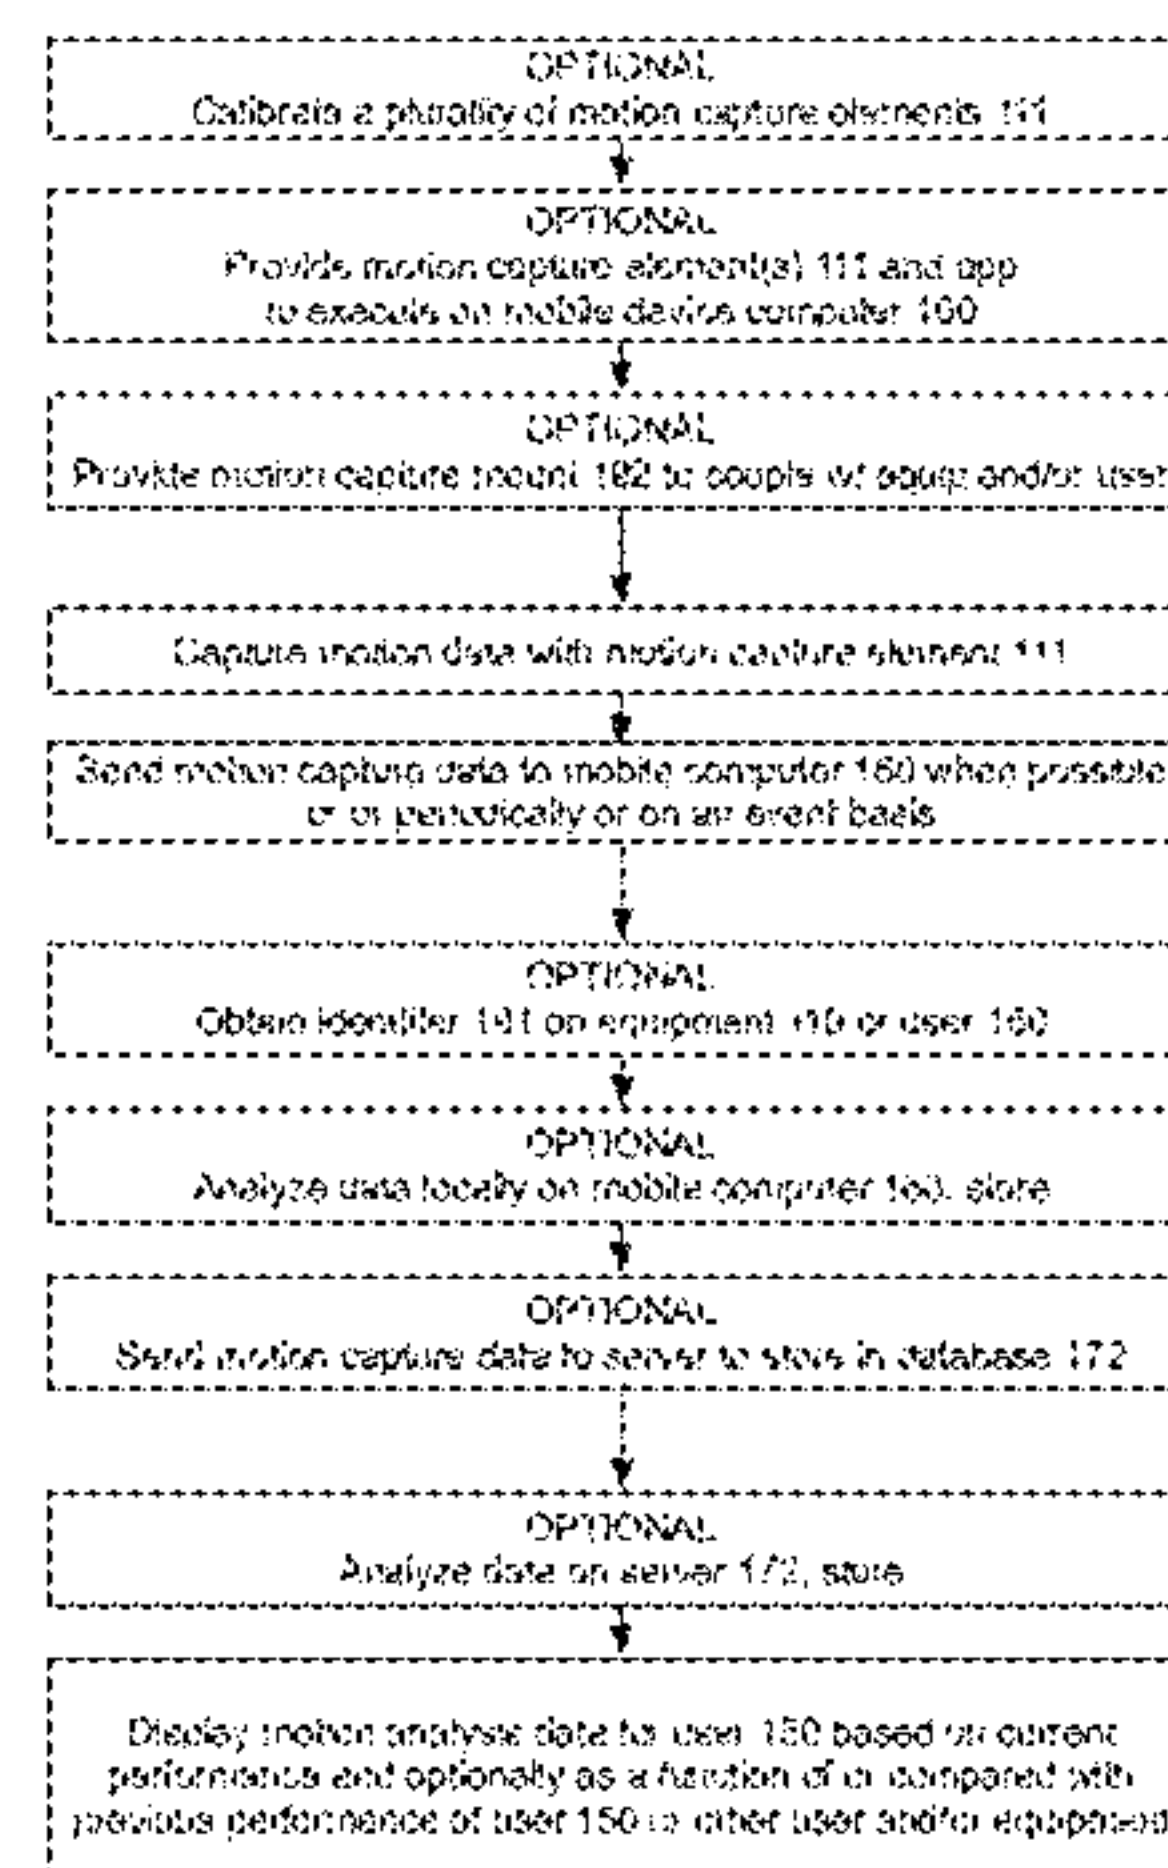 OPTIONAL
Calibrate a plurality of motion capture elements 111
OPTIONAL
Provide motion capture element(s) 111 and app
to execute on mobile device computer 160
OPTIONAL
Provide motion capture mount 192 to couple w/ equip and/or user
Capture motion data with motion capture element 111
Send motion capture data to mobile computer 160 when possible
or or periodically or on an event basis
OPTIONAL
Obtain identifier 191 on equipment 110 or user
OPTIONAL
Analyze data locally on mobile computer 160, store
OPTIONAL
Send motion capture data to server to store in database 172
OPTIONAL
Analyze data on server 172, store
Display motion analysis data for user 150 based on current
performance and optionally as a function of or compared with
previous performance of user 150 or other user and/or equipment